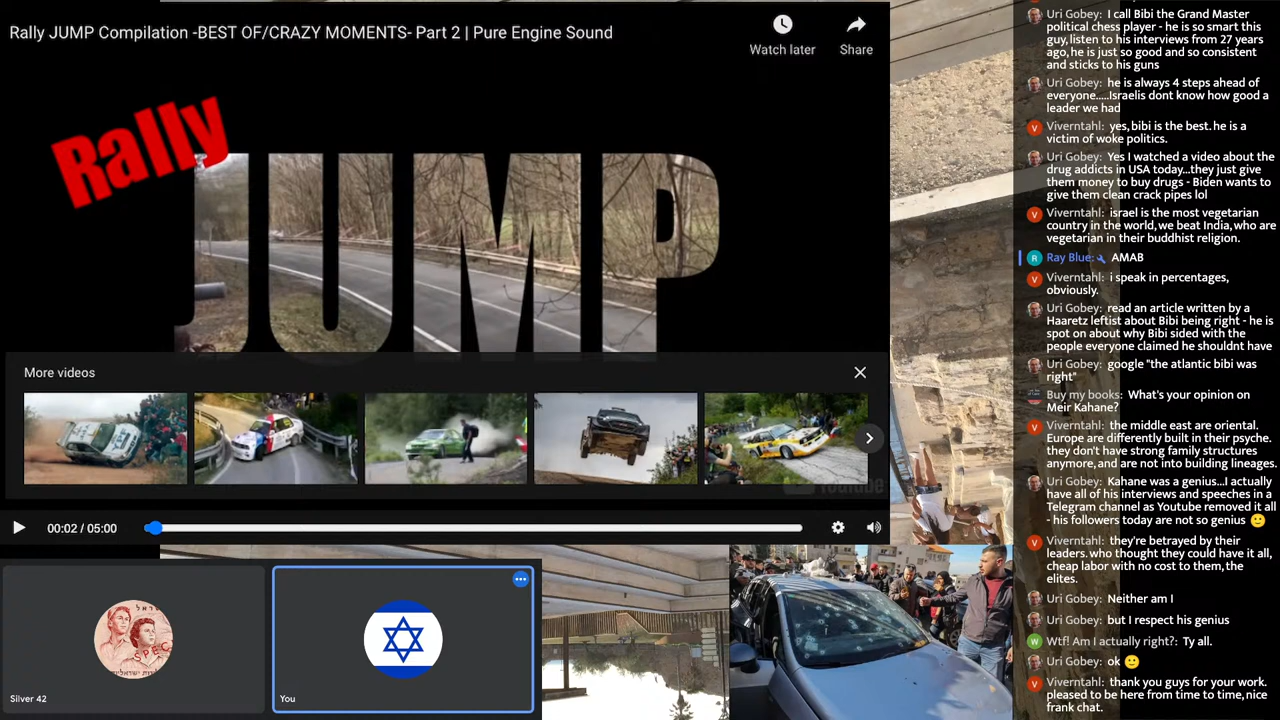 Rally JUMP Compilation -BEST OF/CRAZY MOMENTS- Part 2 | Pure Engine Sound
Watch later
Share
Rally
JUMP
More videos
YouTube
00:02 / 05:00
SPEC
Silver 42
You
Uri Gobey: I call Bibi the Grand Master
political chess player - he is so smart this
guy, listen to his interviews from 27 years
ago, he is just so good and so consistent
and sticks to his guns
Uri Gobey: he is always 4 steps ahead of
everyone.....Israelis dont know how good a
leader we had
V
Viverntahl: yes, bibi is the best. he is a
victim of woke politics.
Uri Gobey: Yes I watched a video about the
drug addicts in USA today...they just give
them money to buy drugs - Biden wants to
give them clean crack pipes lol
V
Viverntahl: israel is the most vegetarian
country in the world, we beat India, who are
vegetarian in their buddhist religion.
R
Ray Blue: AMAB
V
Viverntahl: i speak in percentages,
obviously.
Uri Gobey: read an article written by a
Haaretz leftist about Bibi being right - he is
spot on about why Bibi sided with the
people everyone claimed he shouldnt have
Uri Gobey: google "the atlantic bibi was
right"
Buy my books: What's your opinion on
Meir Kahane?
V
Viverntahl: the middle east are oriental.
Europe are differently built in their psyche.
they don't have strong family structures
anymore, and are not into building lineages.
Uri Gobey: Kahane was a genius...I actually
have all of his interviews and speeches in a
Telegram channel as Youtube removed it all
- his followers today are not so genius 🙂
V
Viverntahl: they're betrayed by their
leaders. who thought they could have it all,
cheap labor with no cost to them, the
elites.
Uri Gobey: Neither am I
Uri Gobey: but I respect his genius
W
Wtf! Am I actually right?: Ty all.
Uri Gobey: ok 🙂
V
Viverntahl: thank you guys for your work.
pleased to be here from time to time, nice
frank chat.